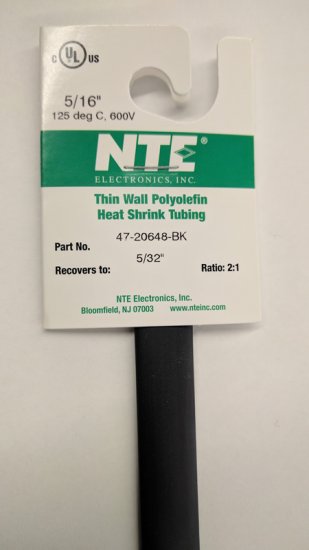 C UL US
5/16"
125 deg C, 600V
NTE®
ELECTRONICS, INC.
Thin Wall Polyolefin
Heat Shrink Tubing
Part No. 47-20648-BK
Recovers to: 5/32" Ratio: 2:1
NTE Electronics, Inc.
Bloomfield, NJ 07003 www.nteinc.com